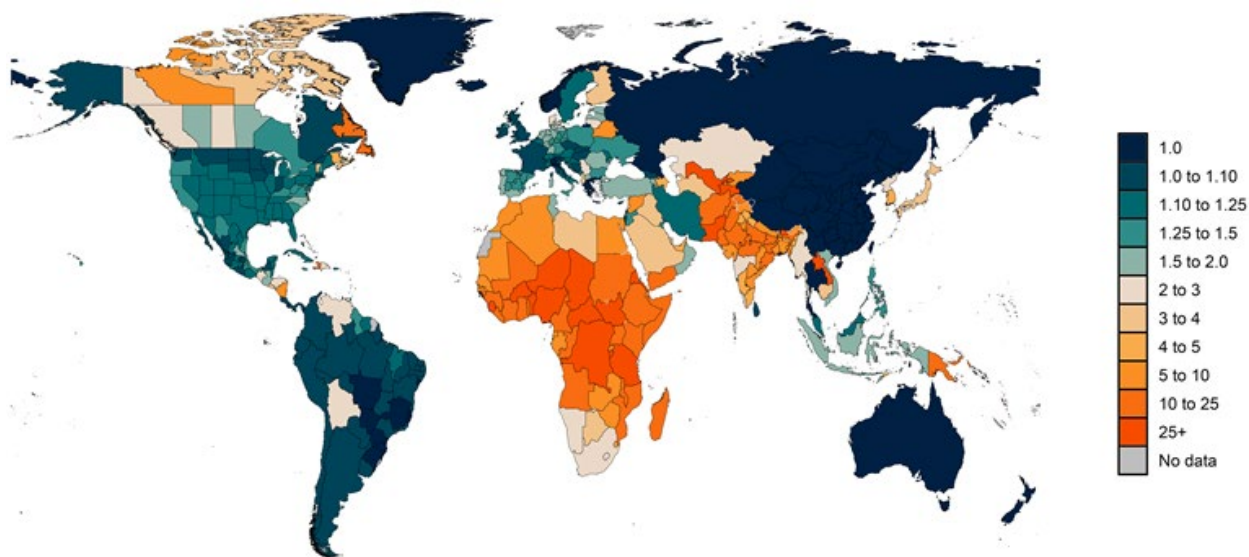 1.0
1.0 to 1.10
1.10 to 1.25
1.25 to 1.5
1.5 to 2.0
2 to 3
3 to 4
4 to 5
5 to 10
10 to 25
25+
No data